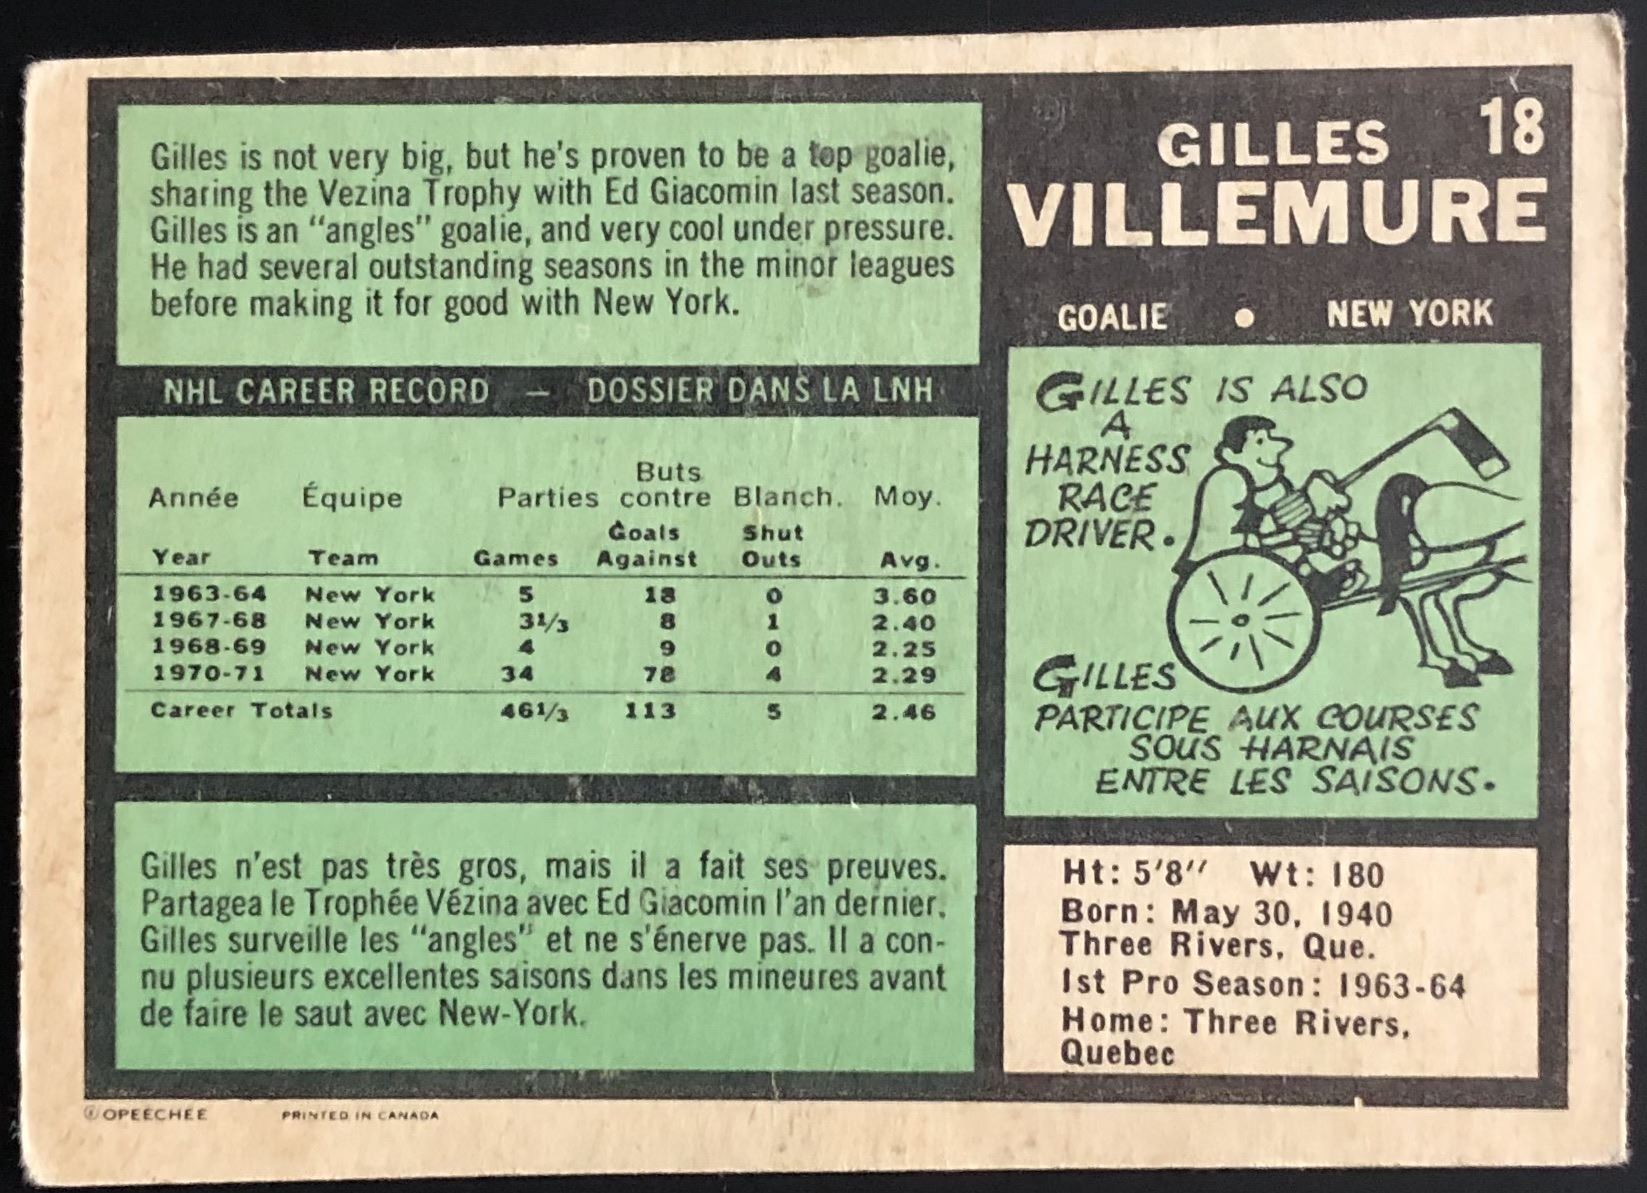 Gilles is not very big, but he's proven to be a top goalie,
sharing the Vezina Trophy with Ed Giacomin last season.
Gilles is an "angles" goalie, and very cool under pressure.
He had several outstanding seasons in the minor leagues
before making it for good with New York.
NHL CAREER RECORD — DOSSIER DANS LA LNH
Buts
Année Équipe Parties contre Blanch. Moy.
Goals Shut
Year Team Games Against Outs Avg.
1963-64 New York 5 18 0 3.60
1967-68 New York 3 1/3 8 1 2.40
1968-69 New York 4 9 0 2.25
1970-71 New York 34 78 4 2.29
Career Totals 46 1/3 113 5 2.46
Gilles n'est pas très gros, mais il a fait ses preuves.
Partagea le Trophée Vézina avec Ed Giacomin l'an dernier.
Gilles surveille les "angles" et ne s'énerve pas. Il a con-
nu plusieurs excellentes saisons dans les mineures avant
de faire le saut avec New-York.
18
GILLES
VILLEMURE
GOALIE • NEW YORK
GILLES IS ALSO
A
HARNESS
RACE
DRIVER.
GILLES
PARTICIPE AUX COURSES
SOUS HARNAIS
ENTRE LES SAISONS.
Ht: 5'8" Wt: 180
Born: May 30, 1940
Three Rivers, Que.
1st Pro Season: 1963-64
Home: Three Rivers,
Quebec
© OPEECHEE PRINTED IN CANADA